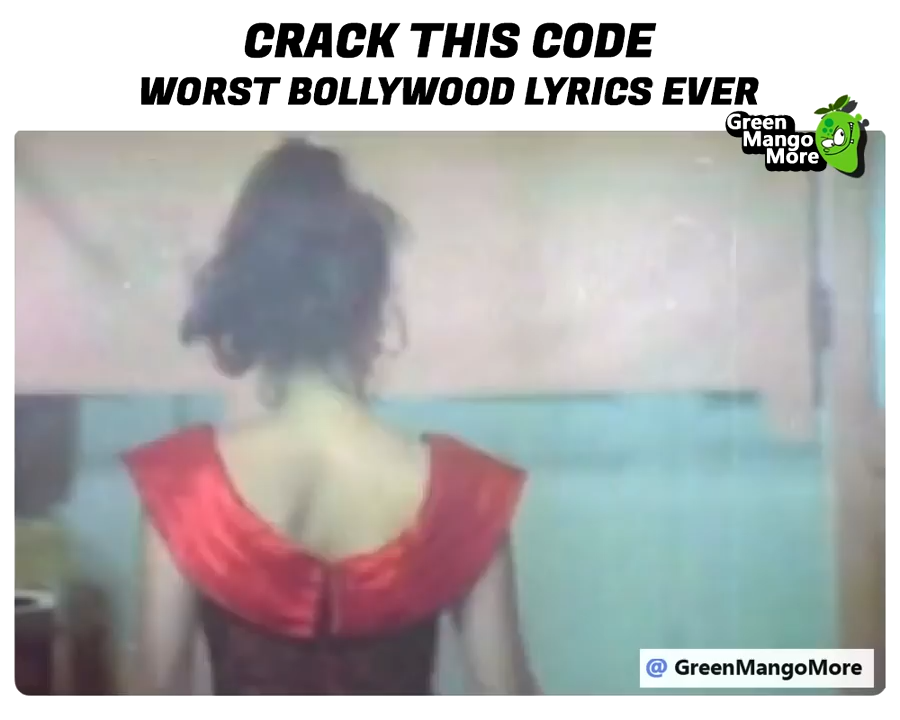 CRACK THIS CODE
WORST BOLLYWOOD LYRICS EVER
Green
Mango
More
@ GreenMangoMore